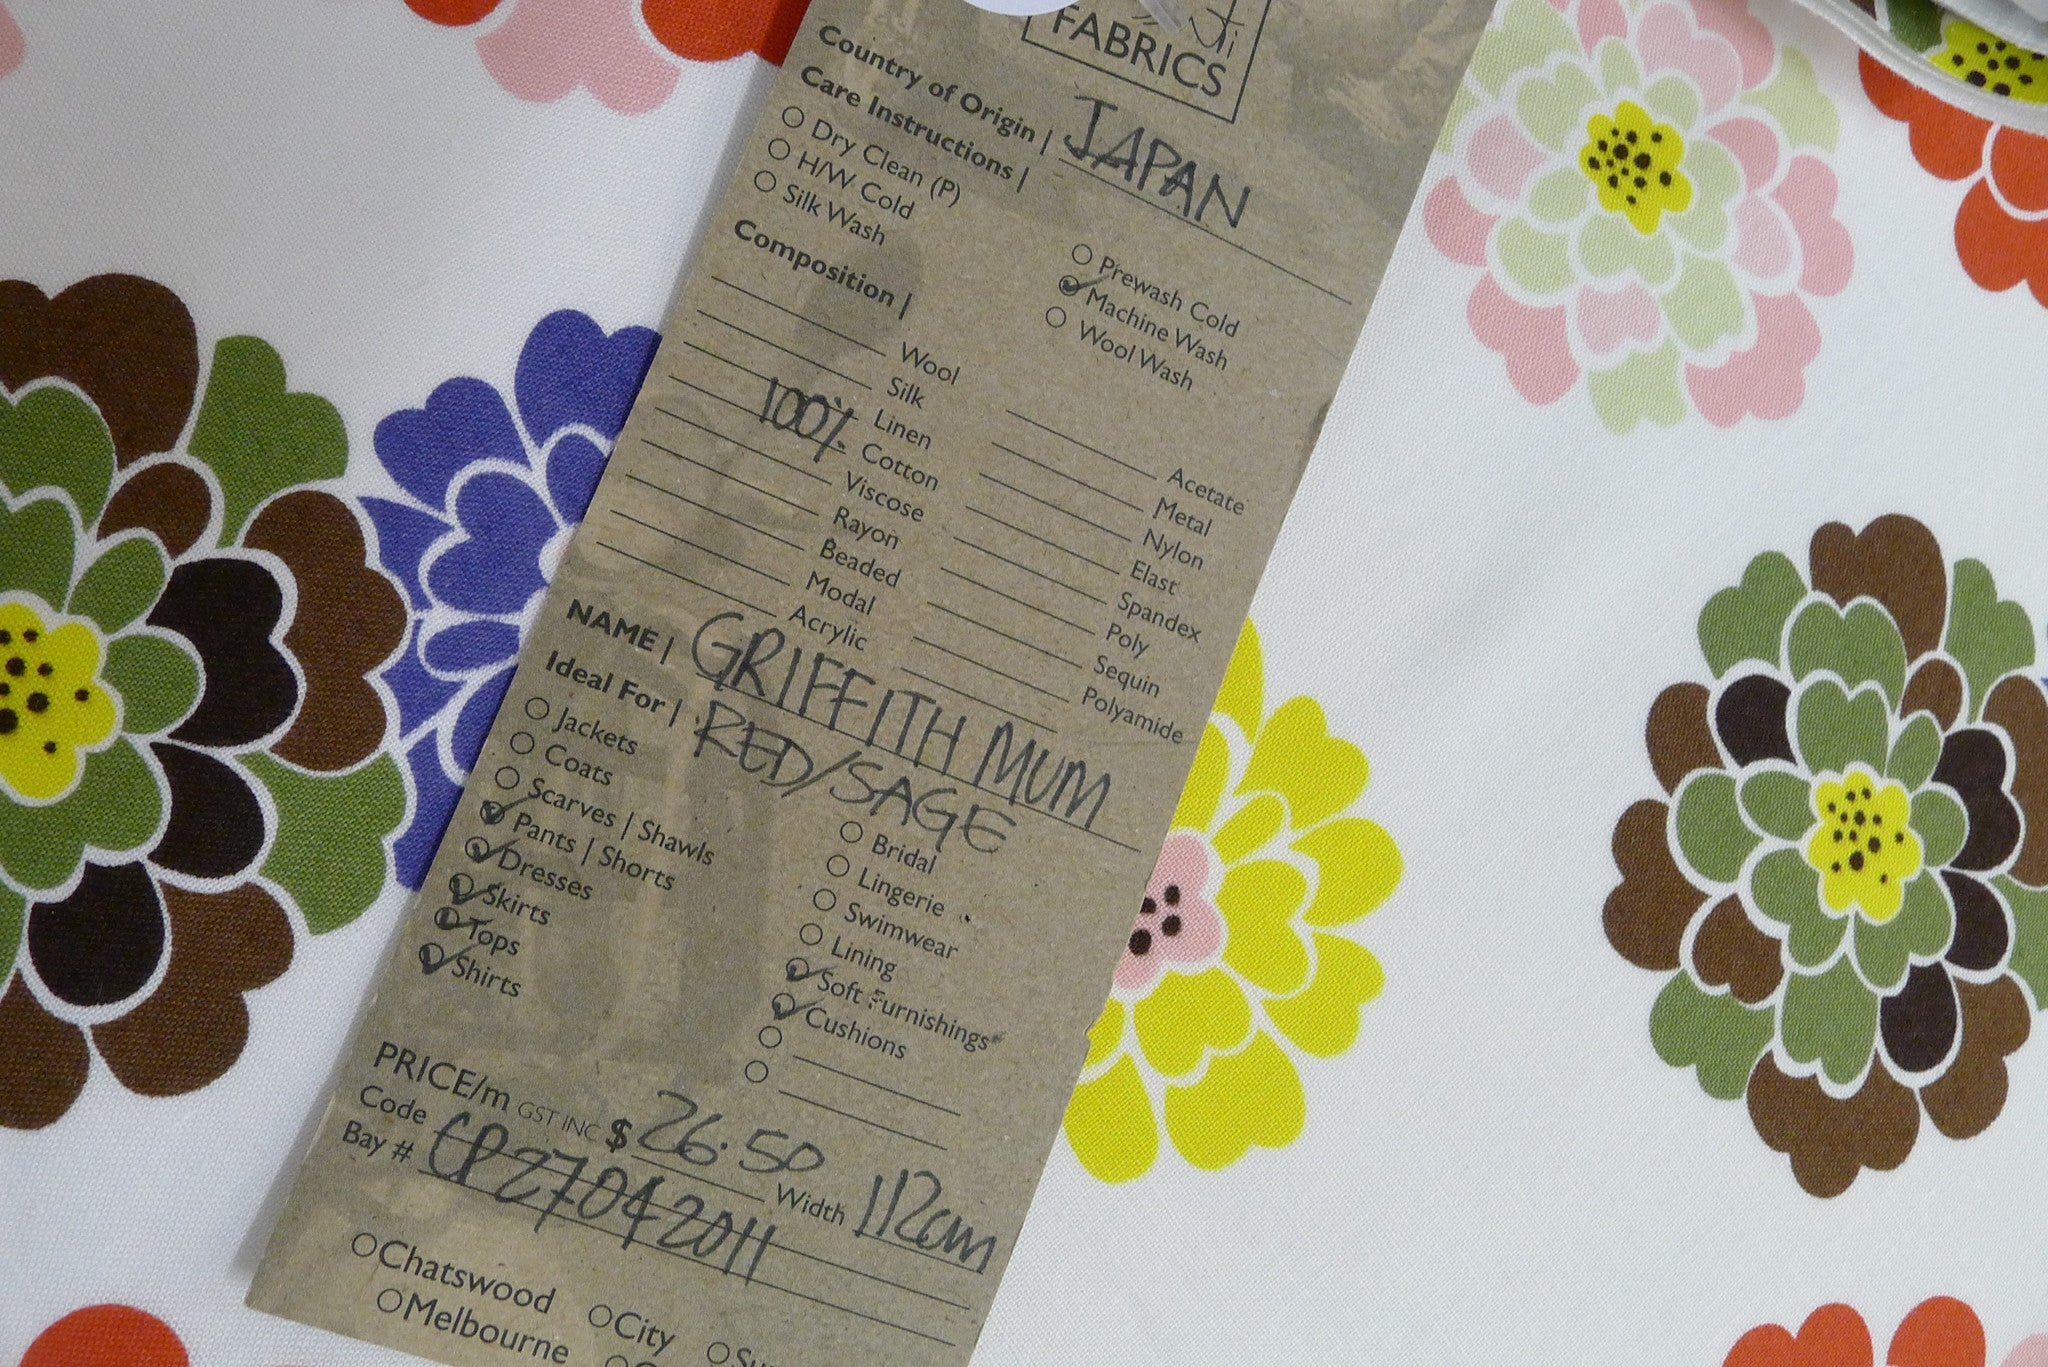 FABRICS
Country of Origin | JAPAN
Care Instructions |
Dry Clean (P)
H/W Cold
Silk Wash
Prewash Cold
Machine Wash
Wool Wash
Composition |
Wool
Silk
Linen
100% Cotton
Viscose
Rayon
Beaded
Modal
Acrylic
Acetate
Metal
Nylon
Elast
Spandex
Poly
Sequin
Polyamide
NAME | GRIFFITH MUM
Ideal For | RED/SAGE
Jackets
Coats
Scarves | Shawls
Pants | Shorts
Dresses
Skirts
Tops
Shirts
Bridal
Lingerie
Swimwear
Lining
Soft Furnishings
Cushions
PRICE/m GST INC $ 26.50
Code CP27042011 Width 112cm
Bay #
Chatswood
City
Melbourne